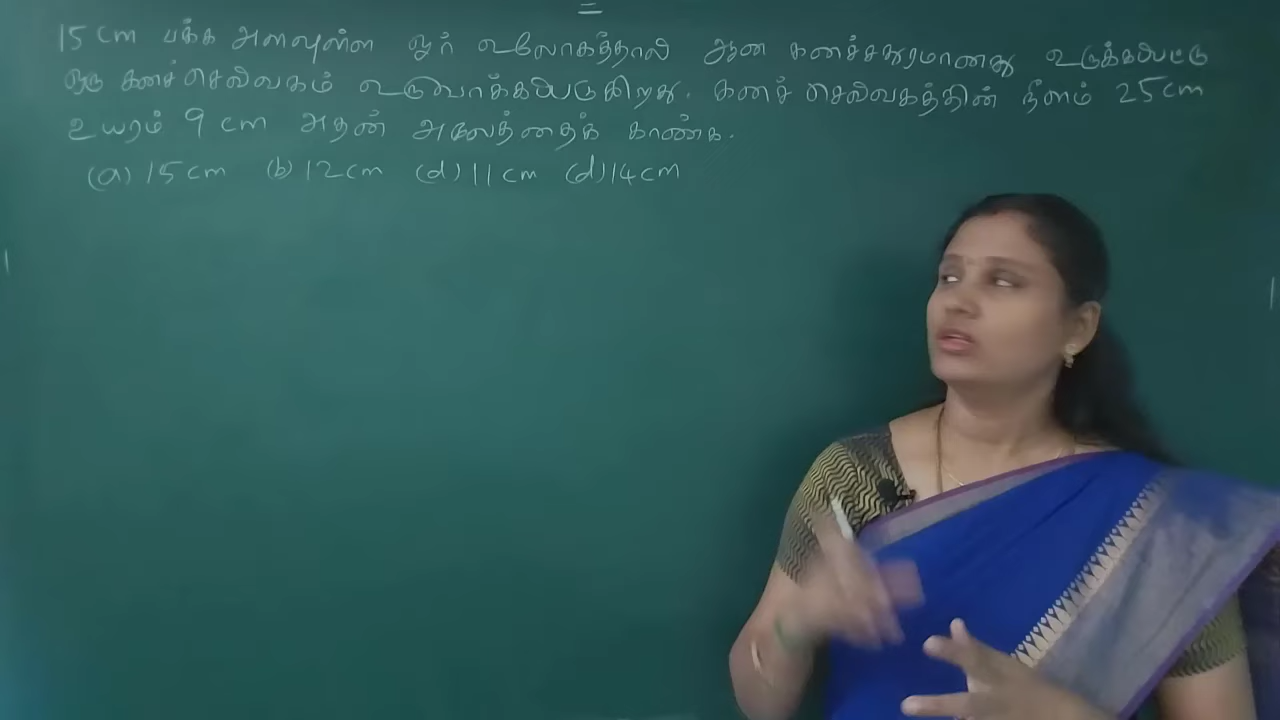 15 cm பக்க அளவுள்ள ஓர் உலோகத்தால் ஆன கனச்சதுரமானது உருக்கப்பட்டு
ஒரு கனச் செவ்வகம் உருவாக்கப்படுகிறது. கனச் செவ்வகத்தின் நீளம் 25cm
உயரம் 9 cm அதன் அகலத்தைக் காண்க.
(a) 15 cm (b) 12 cm (d) 11 cm (d) 14 cm